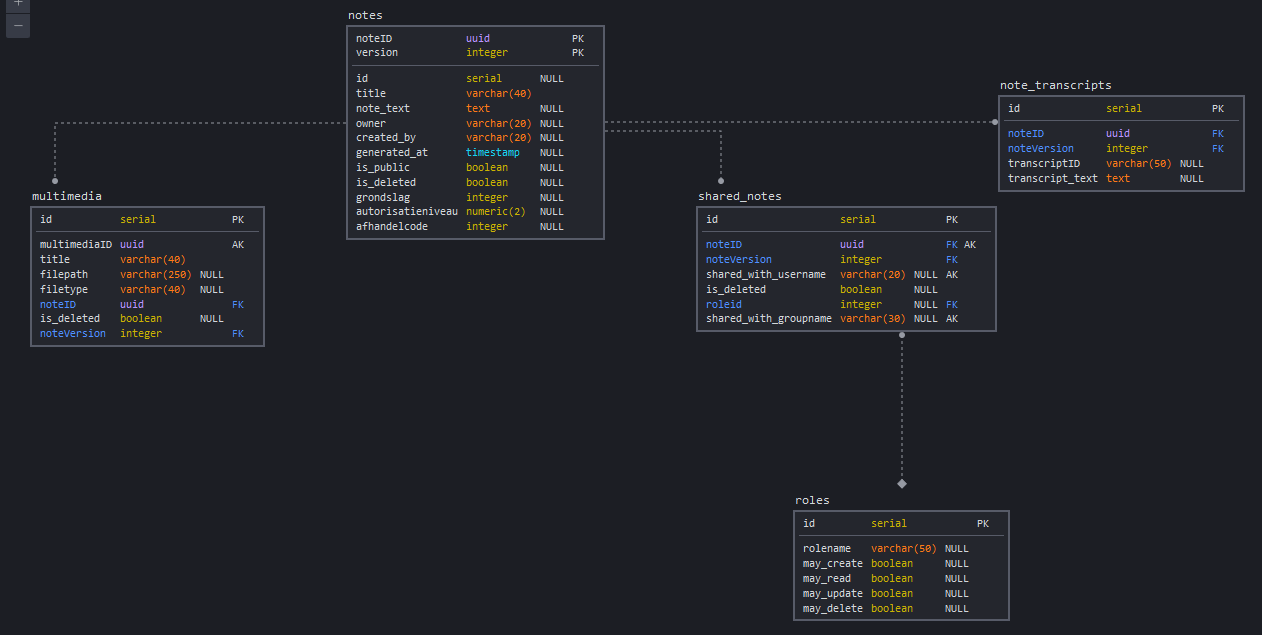 notes
noteID uuid PK
version integer PK
id serial NULL
title varchar(40)
note_text text NULL
owner varchar(20) NULL
created_by varchar(20) NULL
generated_at timestamp NULL
is_public boolean NULL
is_deleted boolean NULL
grondslag integer NULL
autorisatieniveau numeric(2) NULL
afhandelcode integer NULL
note_transcripts
id serial PK
noteID uuid FK
noteVersion integer FK
transcriptID varchar(50) NULL
transcript_text text NULL
multimedia
id serial PK
multimediaID uuid AK
title varchar(40)
filepath varchar(250) NULL
filetype varchar(40) NULL
noteID uuid FK
is_deleted boolean NULL
noteVersion integer FK
shared_notes
id serial PK
noteID uuid FK AK
noteVersion integer FK
shared_with_username varchar(20) NULL AK
is_deleted boolean NULL
roleid integer NULL FK
shared_with_groupname varchar(30) NULL AK
roles
id serial PK
rolename varchar(50) NULL
may_create boolean NULL
may_read boolean NULL
may_update boolean NULL
may_delete boolean NULL